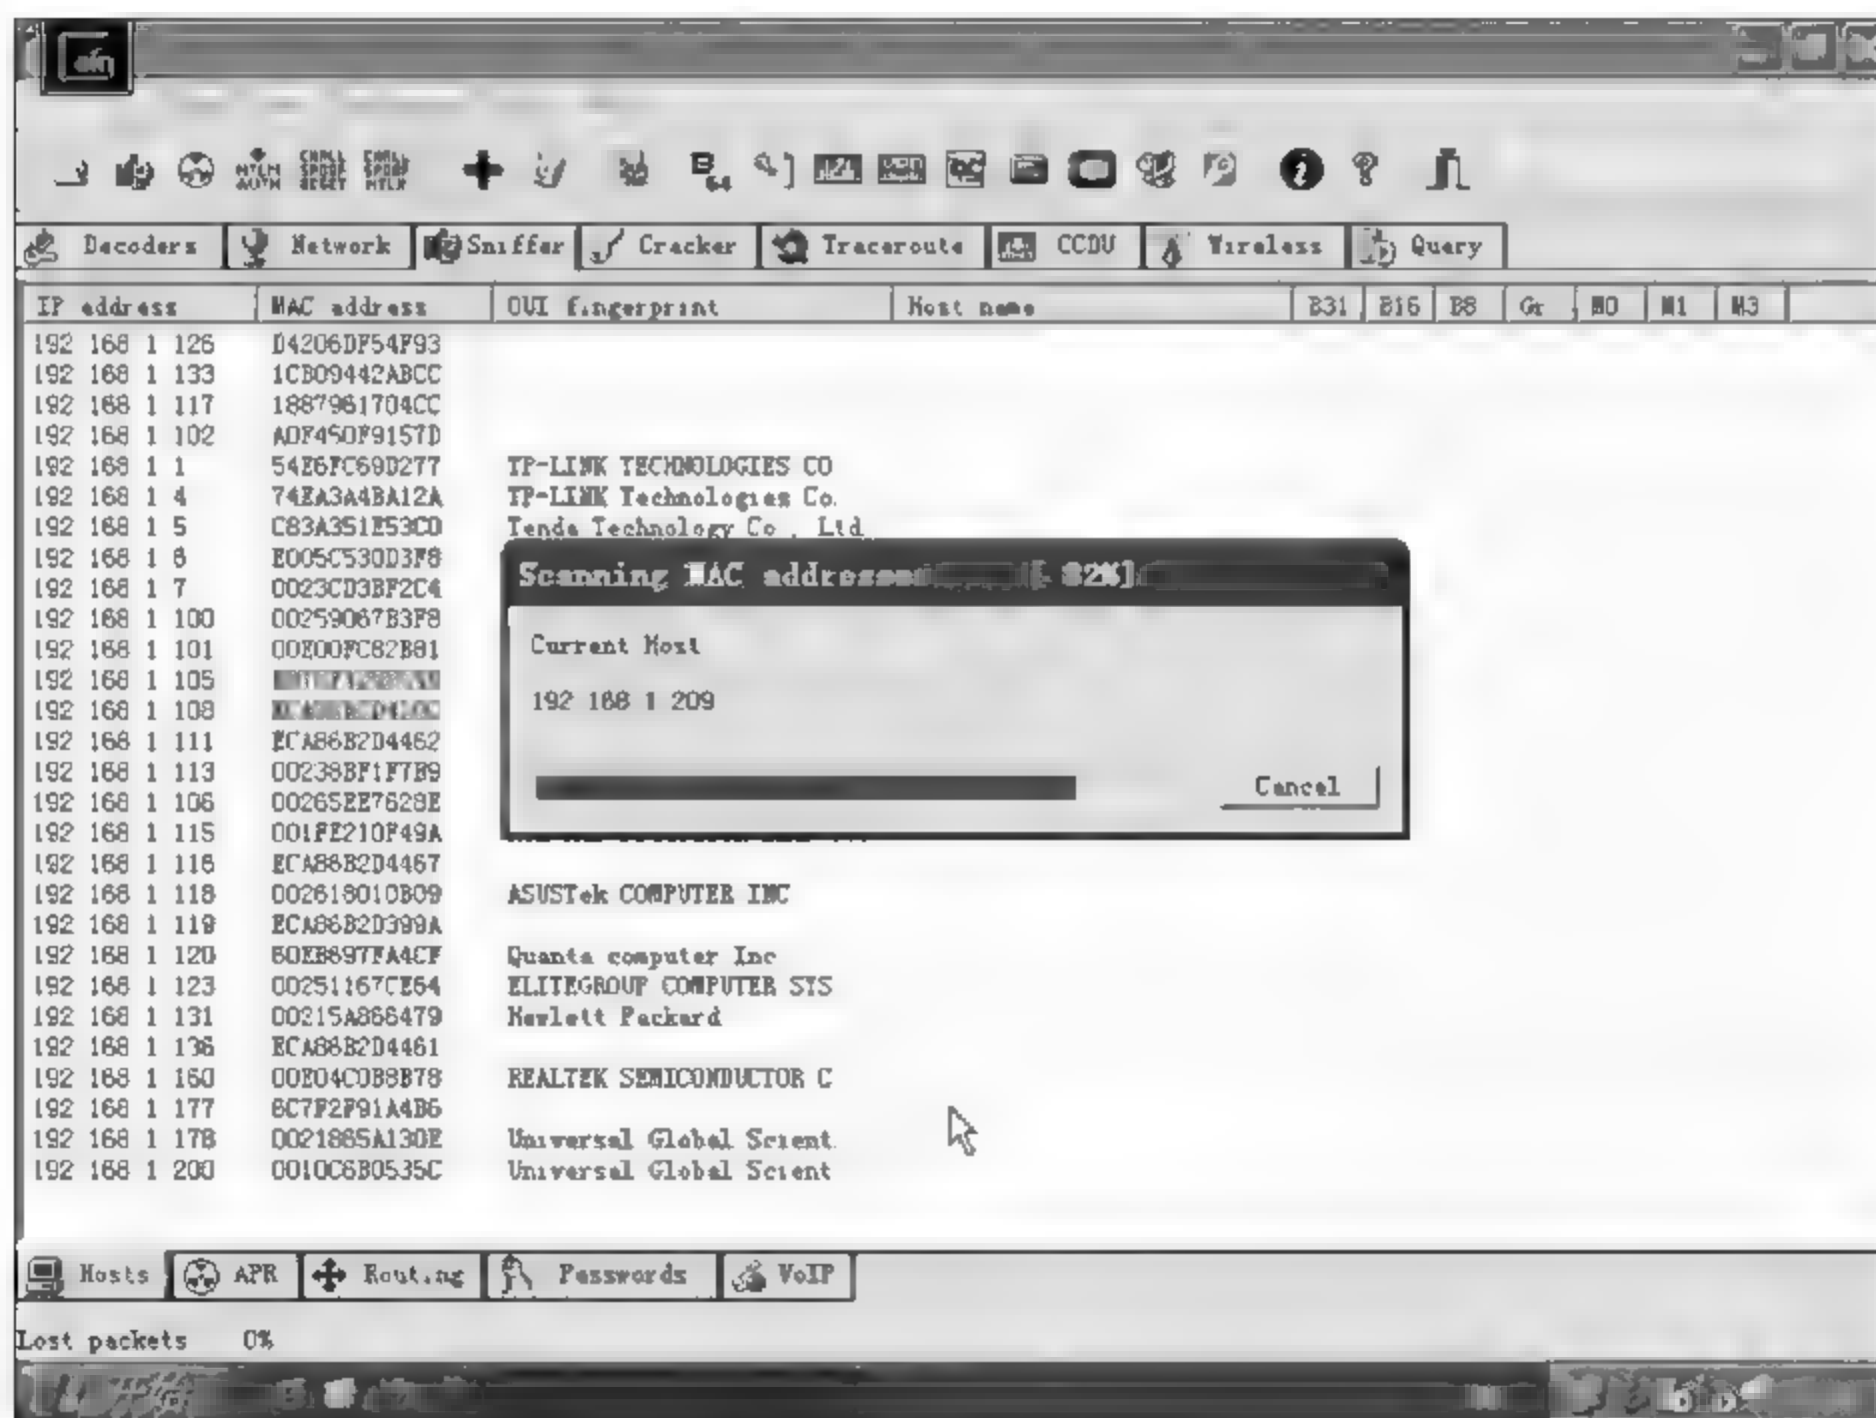 Decoders Network Sniffer Cracker Traceroute CCDU Wireless Query
IP address MAC address OUI fingerprint Host name B31 B16 B8 Gr M0 M1 M3
192 168 1 126 D4206DF54F93
192 168 1 133 1CB09442ABCC
192 168 1 117 1887961704CC
192 168 1 102 A0F450F9157D
192 168 1 1 54E6FC69D277 TP-LINK TECHNOLOGIES CO
192 168 1 4 74EA3A4BA12A TP-LINK Technologies Co.
192 168 1 5 C83A351E53C0 Tenda Technology Co , Ltd
192 168 1 6 E005C530D3F8
192 168 1 7 0023CD3BF2C4
192 168 1 100 00259067B3F8
192 168 1 101 00E00FC82B81
192 168 1 105
192 168 1 108
192 168 1 111 ECA86B2D4462
192 168 1 113 00238BF1F7B9
192 168 1 106 00265EE7628E
192 168 1 115 001FE210F49A
192 168 1 116 ECA86B2D4467
192 168 1 118 002618010B09 ASUSTek COMPUTER INC
192 168 1 119 ECA86B2D399A
192 168 1 120 60EB697FA4CF Quanta computer Inc
192 168 1 123 00251167CE64 ELITEGROUP COMPUTER SYS
192 168 1 131 00215A866479 Hewlett Packard
192 168 1 136 ECA86B2D4461
192 168 1 160 00E04C0B8B78 REALTEK SEMICONDUCTOR C
192 168 1 177 6C7F2F91A4B6
192 168 1 178 0021865A130E Universal Global Scient.
192 168 1 200 0010C6B0535C Universal Global Scient
Scanning MAC addresses [ 82%]
Current Host
192 168 1 209
Cancel
Hosts APR Routing Passwords VoIP
Lost packets 0%